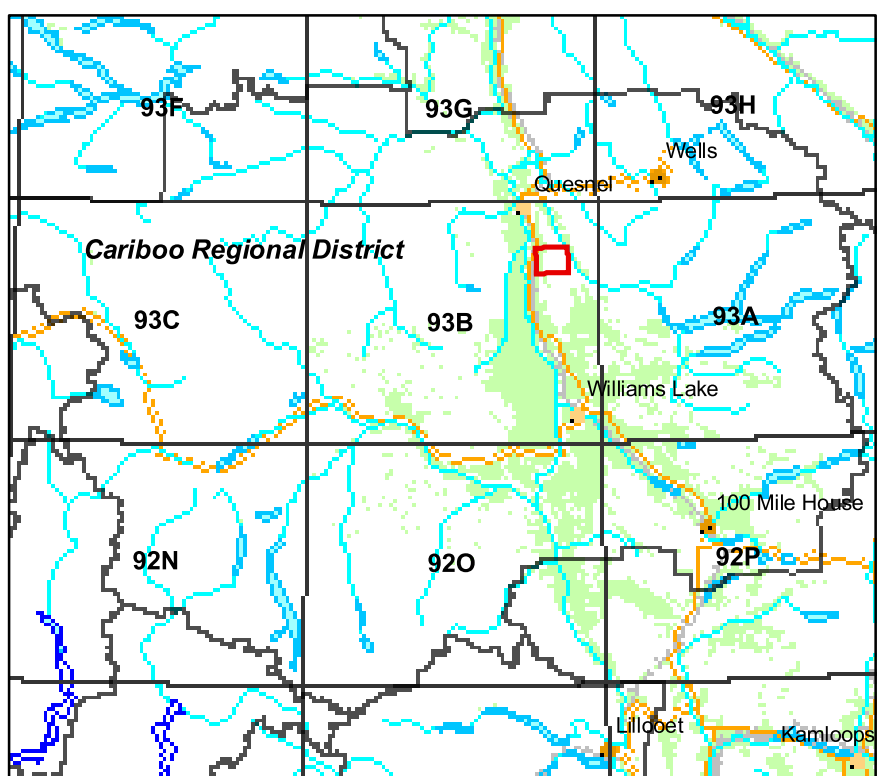 93F
93G
93H
Wells
Quesnel
Cariboo Regional District
93C
93B
93A
Williams Lake
100 Mile House
92N
92O
92P
Lillooet
Kamloops